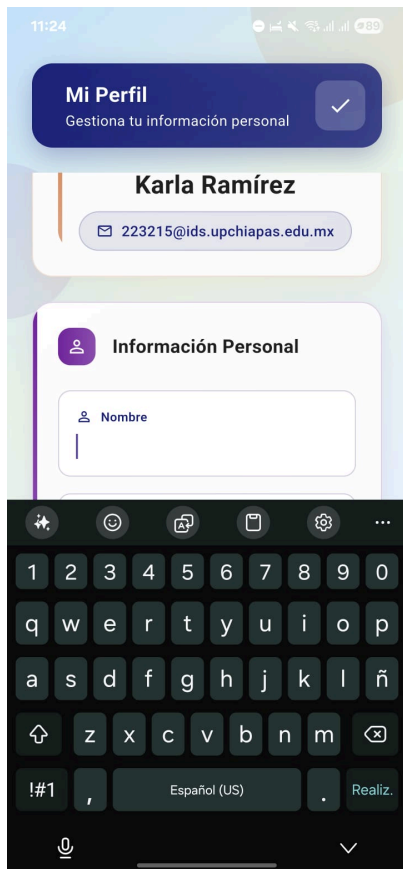 11:24
89
Mi Perfil
Gestiona tu información personal
Karla Ramírez
223215@ids.upchiapas.edu.mx
Información Personal
Nombre
1 2 3 4 5 6 7 8 9 0
q w e r t y u i o p
a s d f g h j k l ñ
z x c v b n m
!#1 , Español (US) . Realiz.